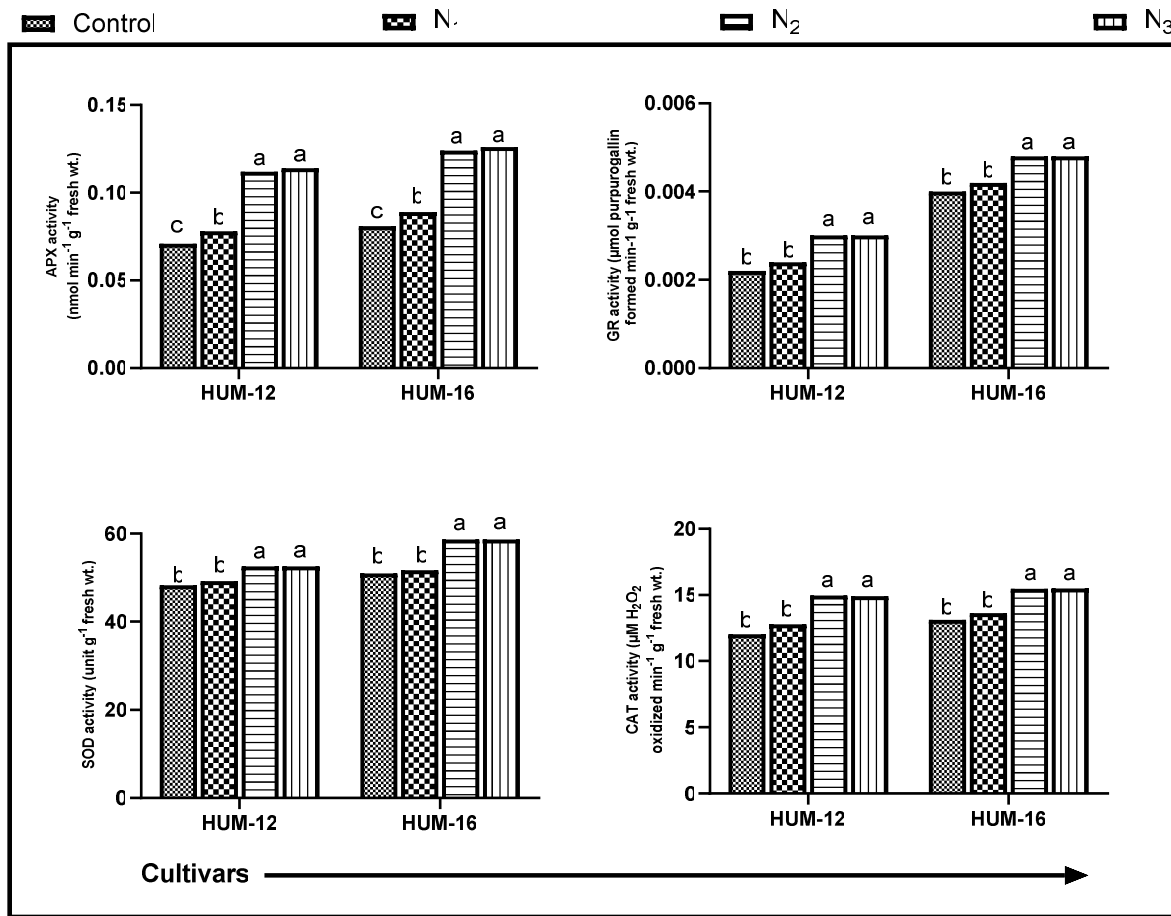 Control N₁ N₂ N₃
APX activity
(nmol min⁻¹ g⁻¹ fresh wt.)
0.15
0.10
0.05
0.00
c b a a c b a a
HUM-12 HUM-16
GR activity (µmol purpurogallin
formed min-1 g-1 fresh wt.)
0.006
0.004
0.002
0.000
b b a a b b a a
HUM-12 HUM-16
SOD activity (unit g⁻¹ fresh wt.)
60
40
20
0
b b a a b b a a
HUM-12 HUM-16
CAT activity (µM H₂O₂
oxidized min⁻¹ g⁻¹ fresh wt.)
20
15
10
5
0
b b a a b b a a
HUM-12 HUM-16
Cultivars